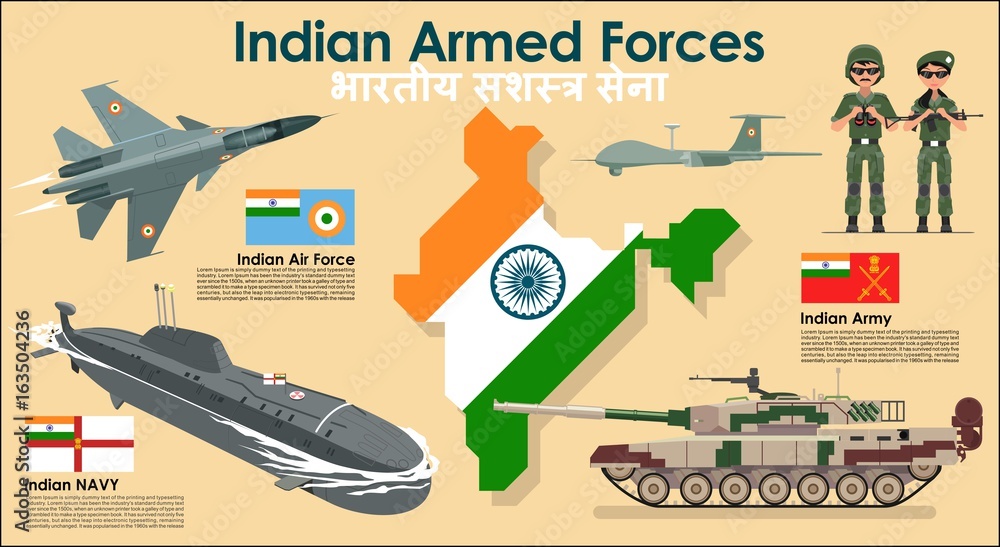 Indian Armed Forces
भारतीय सशस्त्र सेना
Indian Air Force
Lorem Ipsum is simply dummy text of the printing and typesetting
industry. Lorem Ipsum has been the industry's standard dummy text
ever since the 1500s, when an unknown printer took a galley of type and
scrambled it to make a type specimen book. It has survived not only five
centuries, but also the leap into electronic typesetting, remaining
essentially unchanged. It was popularised in the 1960s with the release
Indian Army
Lorem Ipsum is simply dummy text of the printing and typesetting
industry. Lorem Ipsum has been the industry's standard dummy text
ever since the 1500s, when an unknown printer took a galley of type and
scrambled it to make a type specimen book. It has survived not only five
centuries, but also the leap into electronic typesetting, remaining
essentially unchanged. It was popularised in the 1960s with the release
Indian NAVY
Lorem Ipsum is simply dummy text of the printing and typesetting
industry. Lorem Ipsum has been the industry's standard dummy text
ever since the 1500s, when an unknown printer took a galley of type and
scrambled it to make a type specimen book. It has survived not only five
centuries, but also the leap into electronic typesetting, remaining
essentially unchanged. It was popularised in the 1960s with the release
Adobe Stock | #163504236